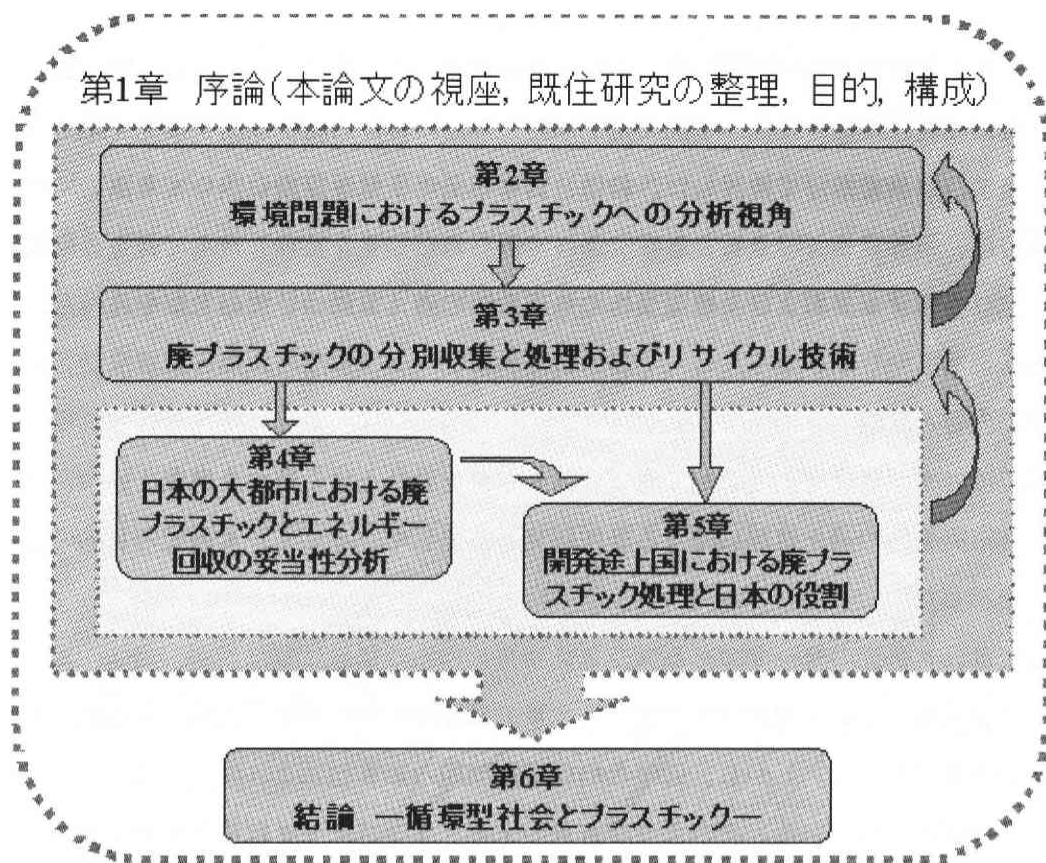 第1章 序論(本論文の視座, 既住研究の整理, 目的, 構成)
第2章
環境問題におけるプラスチックへの分析視角
第3章
廃プラスチックの分別収集と処理およびリサイクル技術
第4章
日本の大都市における廃
プラスチックとエネルギー
回収の妥当性分析
第5章
開発途上国における廃プラ
スチック処理と日本の役割
第6章
結論 ―循環型社会とプラスチック―